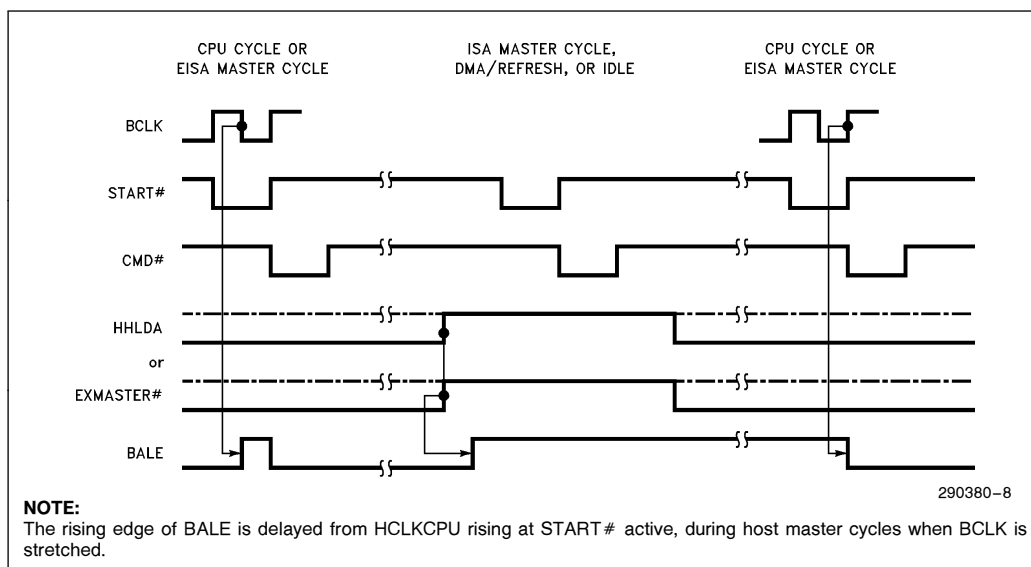 CPU CYCLE OR
EISA MASTER CYCLE
ISA MASTER CYCLE,
DMA/REFRESH, OR IDLE
CPU CYCLE OR
EISA MASTER CYCLE
BCLK
START#
CMD#
HHLDA
or
EXMASTER#
BALE
290380–8
NOTE:
The rising edge of BALE is delayed from HCLKCPU rising at START# active, during host master cycles when BCLK is
stretched.